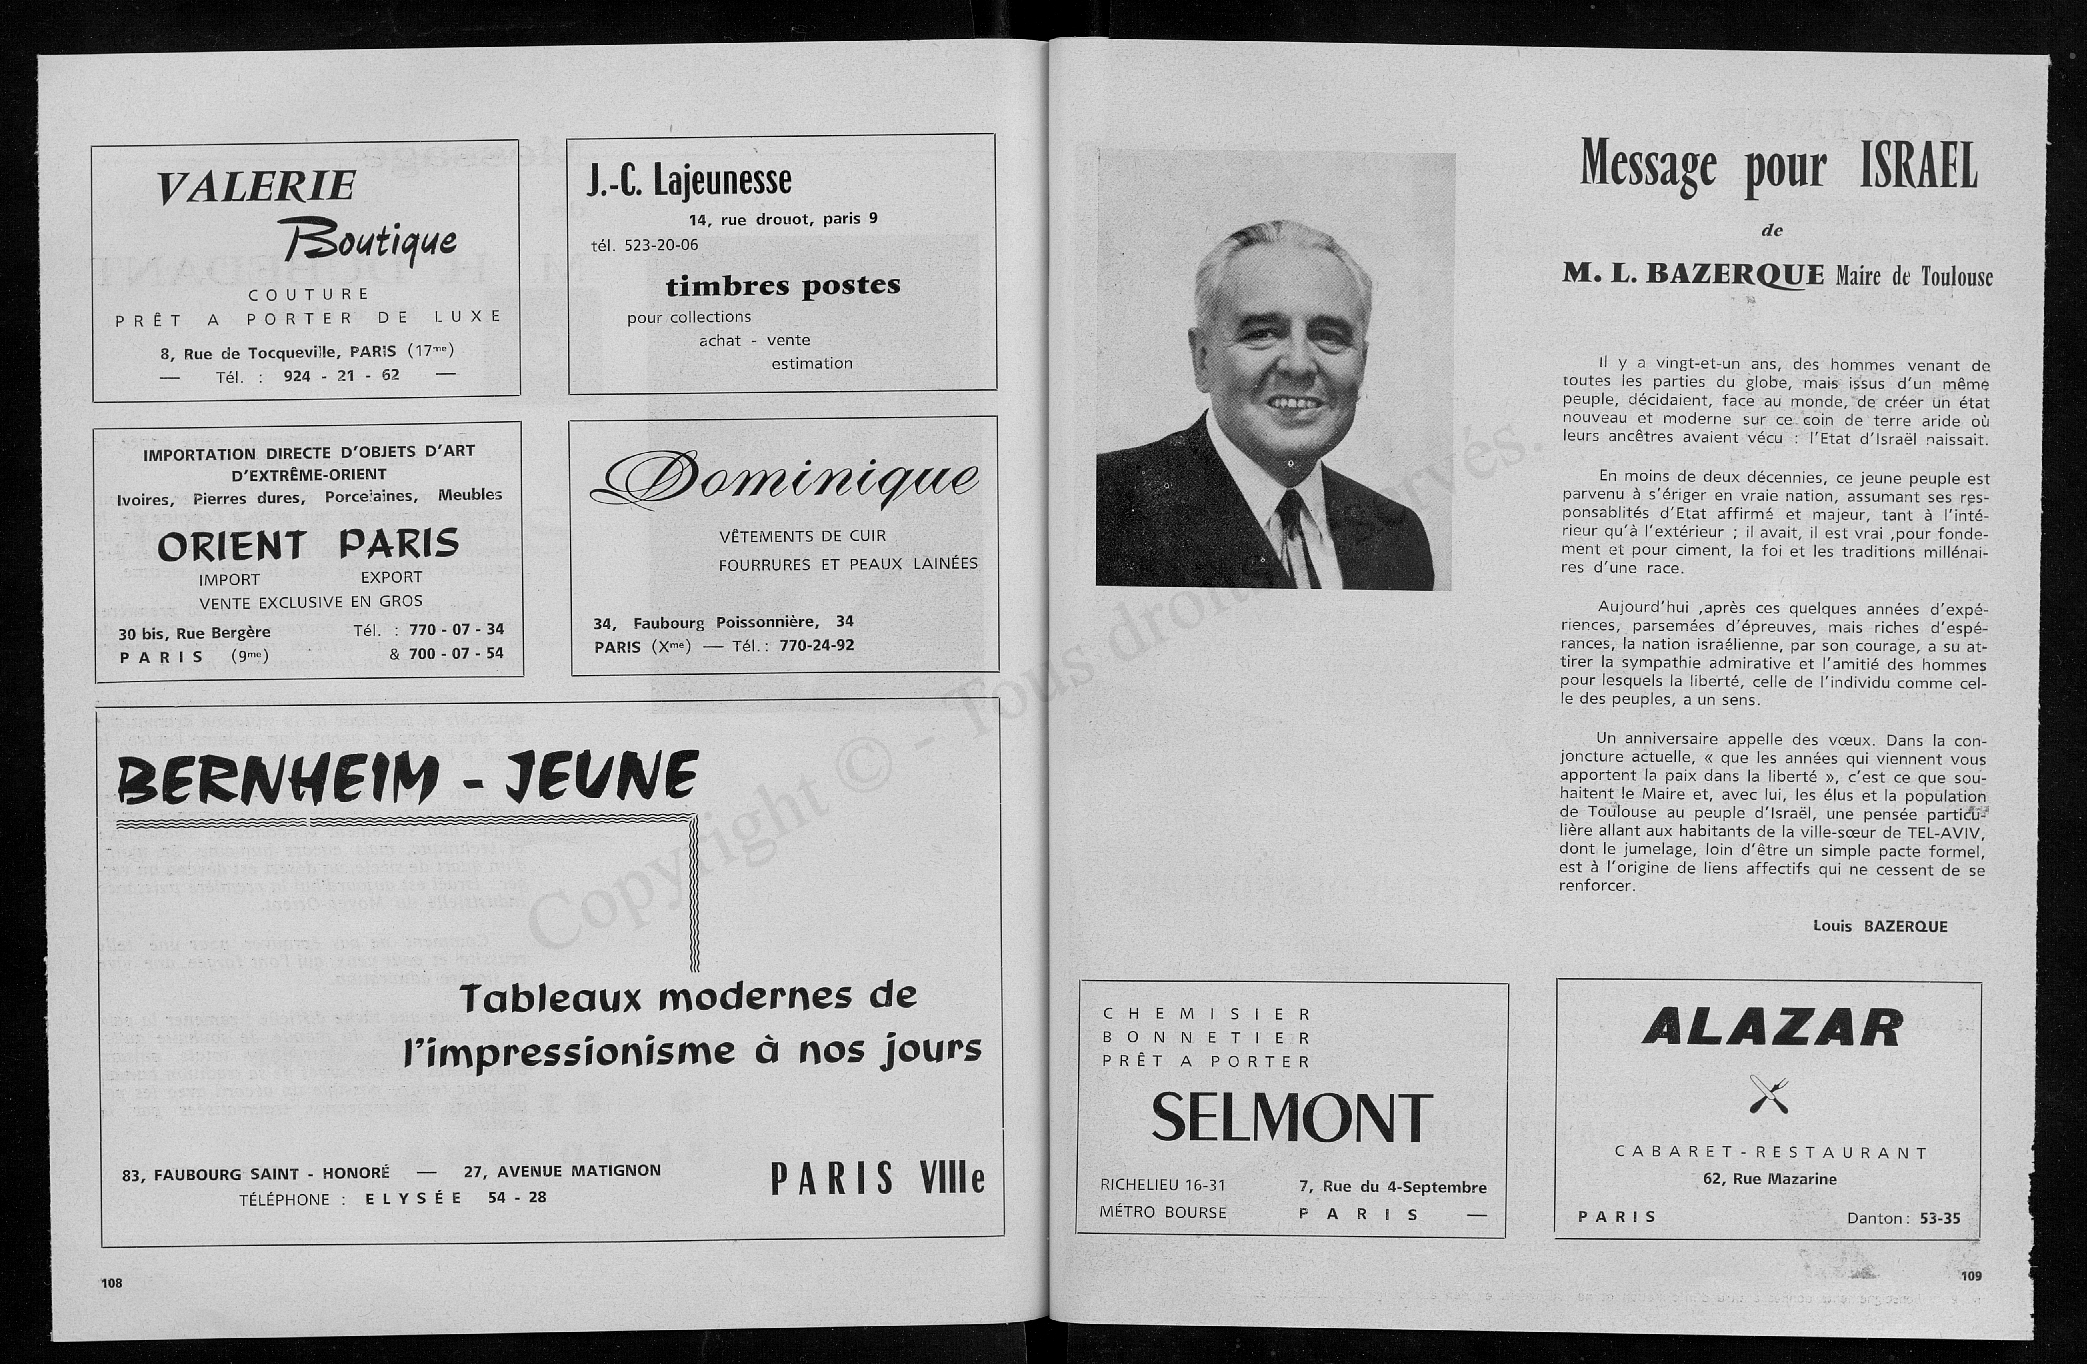 VALERIE
Boutique
COUTURE
PRÊT A PORTER DE LUXE
8, Rue de Tocqueville, PARIS (17me)
— Tél. : 924 - 21 - 62 —
J.-C. Lajeunesse
14, rue drouot, paris 9
tél. 523-20-06
timbres postes
pour collections
achat - vente
estimation
IMPORTATION DIRECTE D'OBJETS D'ART
D'EXTRÊME-ORIENT
Ivoires, Pierres dures, Porcelaines, Meubles
ORIENT PARIS
IMPORT EXPORT
VENTE EXCLUSIVE EN GROS
30 bis, Rue Bergère Tél. : 770 - 07 - 34
PARIS (9me) & 700 - 07 - 54
Dominique
VÊTEMENTS DE CUIR
FOURRURES ET PEAUX LAINÉES
34, Faubourg Poissonnière, 34
PARIS (Xme) — Tél. : 770-24-92
BERNHEIM - JEUNE
Tableaux modernes de
l'impressionisme à nos jours
83, FAUBOURG SAINT - HONORÉ — 27, AVENUE MATIGNON
TÉLÉPHONE : ELYSÉE 54 - 28
PARIS VIIIe
108
Message pour ISRAEL
de
M. L. BAZERQUE Maire de Toulouse
Il y a vingt-et-un ans, des hommes venant de
toutes les parties du globe, mais issus d'un même
peuple, décidaient, face au monde, de créer un état
nouveau et moderne sur ce coin de terre aride où
leurs ancêtres avaient vécu : l'Etat d'Israël naissait.
En moins de deux décennies, ce jeune peuple est
parvenu à s'ériger en vraie nation, assumant ses res-
ponsablités d'Etat affirmé et majeur, tant à l'inté-
rieur qu'à l'extérieur ; il avait, il est vrai ,pour fonde-
ment et pour ciment, la foi et les traditions millénai-
res d'une race.
Aujourd'hui ,après ces quelques années d'expé-
riences, parsemées d'épreuves, mais riches d'espé-
rances, la nation israélienne, par son courage, a su at-
tirer la sympathie admirative et l'amitié des hommes
pour lesquels la liberté, celle de l'individu comme cel-
le des peuples, a un sens.
Un anniversaire appelle des vœux. Dans la con-
joncture actuelle, « que les années qui viennent vous
apportent la paix dans la liberté », c'est ce que sou-
haitent le Maire et, avec lui, les élus et la population
de Toulouse au peuple d'Israël, une pensée particu-
lière allant aux habitants de la ville-sœur de TEL-AVIV,
dont le jumelage, loin d'être un simple pacte formel,
est à l'origine de liens affectifs qui ne cessent de se
renforcer.
Louis BAZERQUE
CHEMISIER
BONNETIER
PRÊT A PORTER
SELMONT
RICHELIEU 16-31 7, Rue du 4-Septembre
MÉTRO BOURSE PARIS —
ALAZAR
CABARET-RESTAURANT
62, Rue Mazarine
PARIS Danton : 53-35
109
Copyright © - Tous droits réservés.